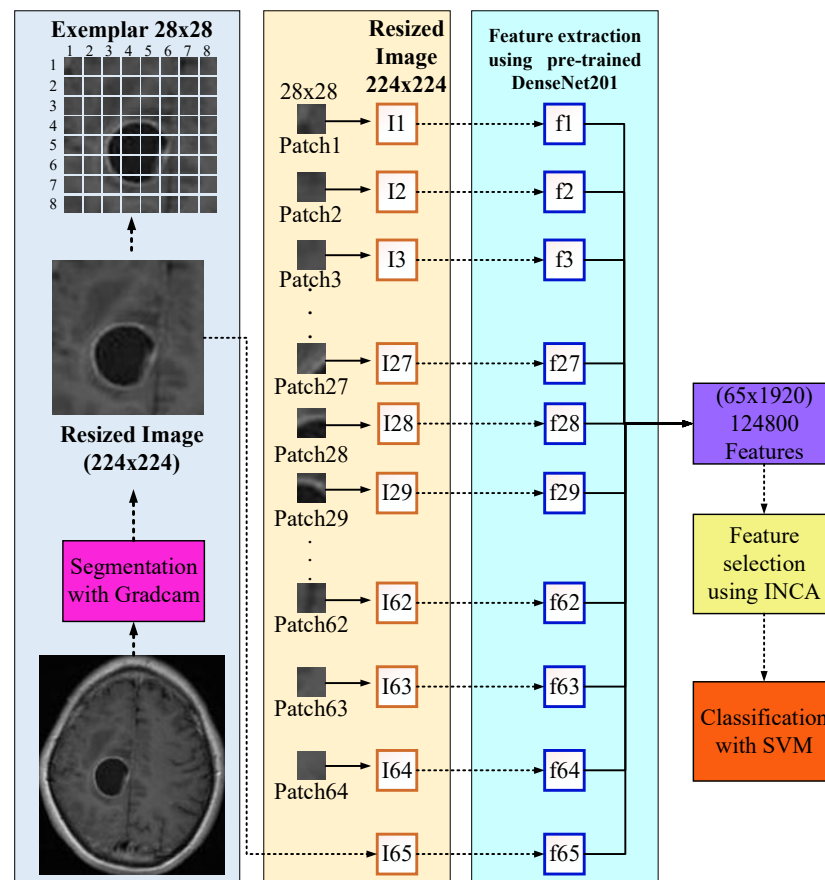 Exemplar 28x28
1 2 3 4 5 6 7 8
1
2
3
4
5
6
7
8
Resized Image
(224x224)
Segmentation
with Gradcam
Resized
Image
224x224
28x28
Patch1
I1
Patch2
I2
Patch3
I3
Patch27
I27
Patch28
I28
Patch29
I29
Patch62
I62
Patch63
I63
Patch64
I64
I65
Feature extraction
using pre-trained
DenseNet201
f1
f2
f3
f27
f28
f29
f62
f63
f64
f65
(65x1920)
124800
Features
Feature
selection
using INCA
Classification
with SVM